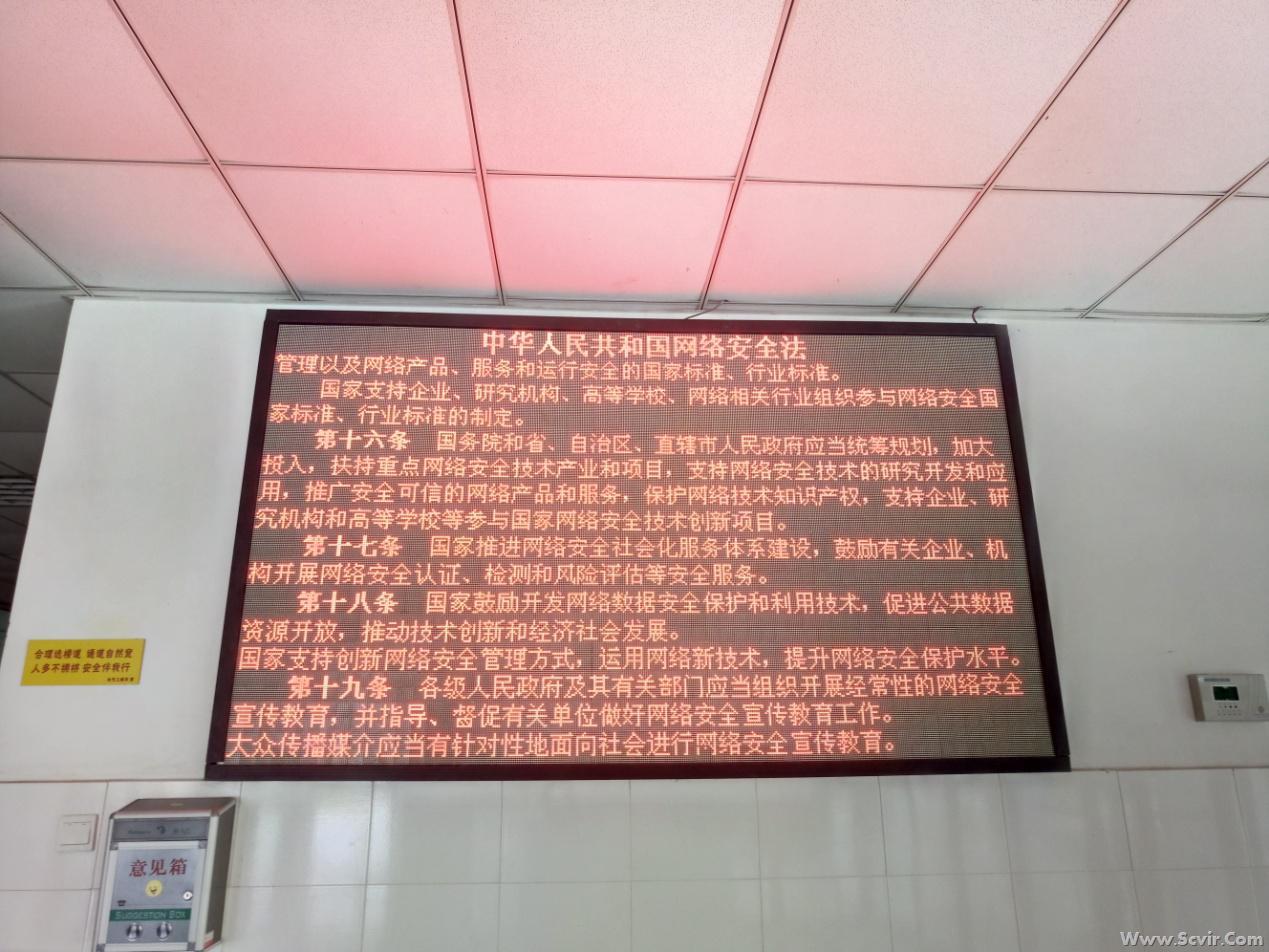 中华人民共和国网络安全法
管理以及网络产品、服务和运行安全的国家标准、行业标准。
国家支持企业、研究机构、高等学校、网络相关行业组织参与网络安全国
家标准、行业标准的制定。
第十六条 国务院和省、自治区、直辖市人民政府应当统筹规划，加大
投入，扶持重点网络安全技术产业和项目，支持网络安全技术的研究开发和应
用，推广安全可信的网络产品和服务，保护网络技术知识产权，支持企业、研
究机构和高等学校等参与国家网络安全技术创新项目。
第十七条 国家推进网络安全社会化服务体系建设，鼓励有关企业、机
构开展网络安全认证、检测和风险评估等安全服务。
第十八条 国家鼓励开发网络数据安全保护和利用技术，促进公共数据
资源开放，推动技术创新和经济社会发展。
国家支持创新网络安全管理方式，运用网络新技术，提升网络安全保护水平。
第十九条 各级人民政府及其有关部门应当组织开展经常性的网络安全
宣传教育，并指导、督促有关单位做好网络安全宣传教育工作。
大众传播媒介应当有针对性地面向社会进行网络安全宣传教育。
合理选楼道 通道自然宽
人多不拥挤 安全伴我行
意见箱
SUGGESTION BOX
Www.Scvir.Com